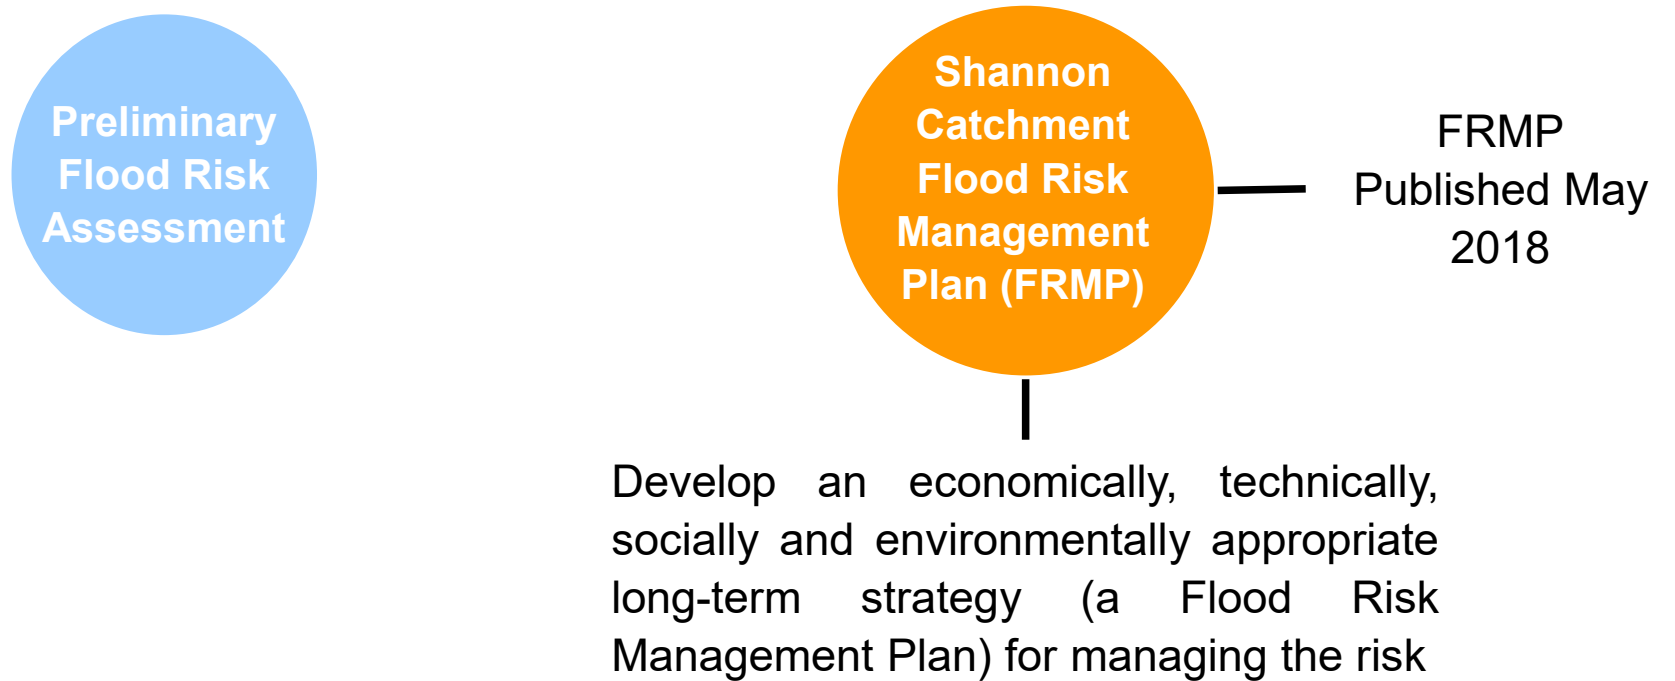 Preliminary
Flood Risk
Assessment
Shannon
Catchment
Flood Risk
Management
Plan (FRMP)
FRMP
Published May
2018
Develop an economically, technically,
socially and environmentally appropriate
long-term strategy (a Flood Risk
Management Plan) for managing the risk